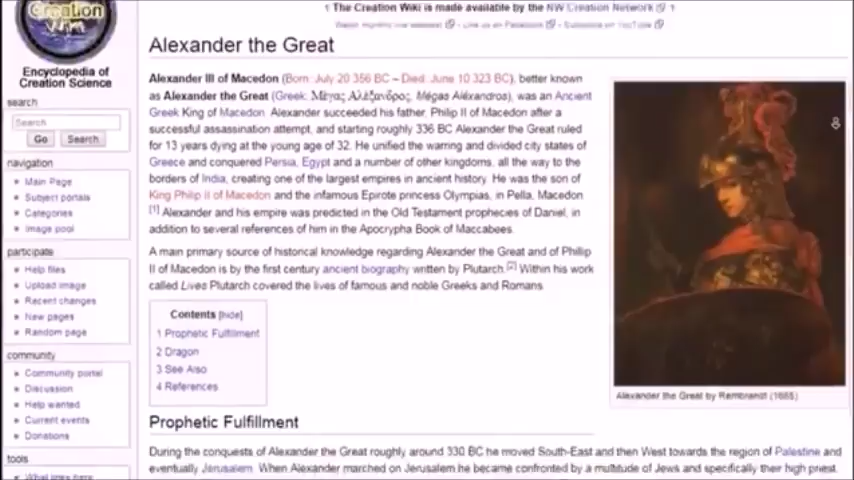 Creation
Wiki
Encyclopedia of
Creation Science
search
Search
Go Search
navigation
Main Page
Subject portals
Categories
Image pool
participate
Help files
Upload image
Recent changes
New pages
Random page
community
Community portal
Discussion
Help wanted
Current events
Donations
tools
What links here
The Creation Wiki is made available by the NW Creation Network
Alexander the Great
Alexander III of Macedon (Born: July 20 356 BC – Died: June 10 323 BC), better known
as Alexander the Great (Greek: Μέγας Αλέξανδρος, Mégas Aléxandros), was an Ancient
Greek King of Macedon. Alexander succeeded his father, Philip II of Macedon after a
successful assassination attempt, and starting roughly 336 BC Alexander the Great ruled
for 13 years dying at the young age of 32. He unified the warring and divided city states of
Greece and conquered Persia, Egypt and a number of other kingdoms, all the way to the
borders of India, creating one of the largest empires in ancient history. He was the son of
King Philip II of Macedon and the infamous Epirote princess Olympias, in Pella, Macedon
[1] Alexander and his empire was predicted in the Old Testament prophecies of Daniel, in
addition to several references of him in the Apocrypha Book of Maccabees.
A main primary source of historical knowledge regarding Alexander the Great and of Phillip
II of Macedon is by the first century ancient biography written by Plutarch.[2] Within his work
called Lives Plutarch covered the lives of famous and noble Greeks and Romans
Contents [hide]
1 Prophetic Fulfillment
2 Dragon
3 See Also
4 References
Alexander the Great by Rembrandt (1655)
Prophetic Fulfillment
During the conquests of Alexander the Great roughly around 330 BC he moved South-East and then West towards the region of Palestine and
eventually Jerusalem. When Alexander marched on Jerusalem he became confronted by a multitude of Jews and specifically their high priest.